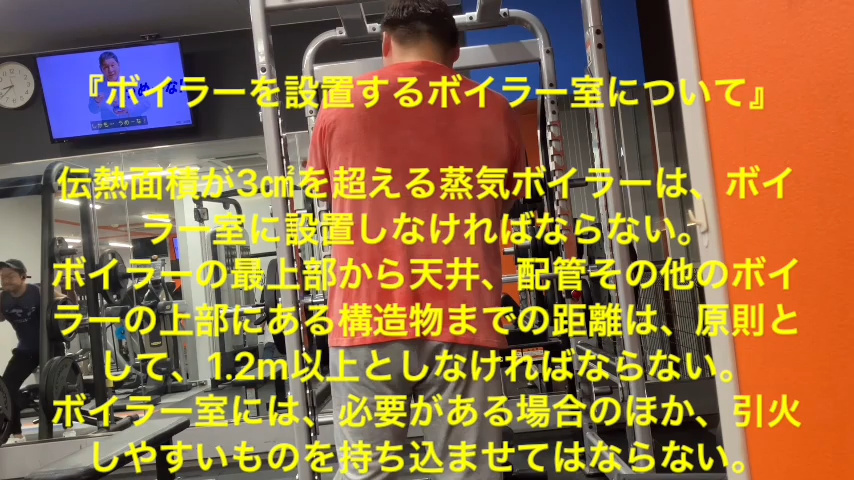 『ボイラーを設置するボイラー室について』
伝熱面積が3c㎡を超える蒸気ボイラーは、ボイ
ラー室に設置しなければならない。
ボイラーの最上部から天井、配管その他のボイ
ラーの上部にある構造物までの距離は、原則と
して、1.2m以上としなければならない。
ボイラー室には、必要がある場合のほか、引火
しやすいものを持ち込ませてはならない。